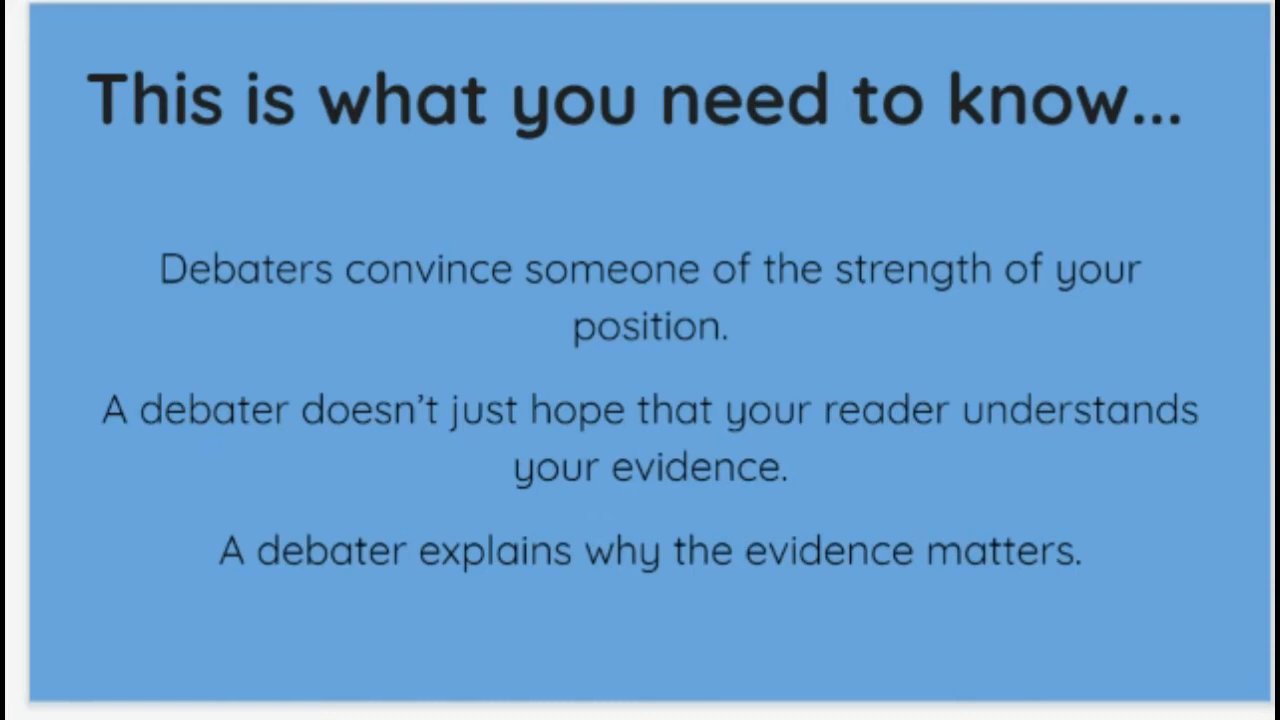 This is what you need to know...
Debaters convince someone of the strength of your
position.
A debater doesn’t just hope that your reader understands
your evidence.
A debater explains why the evidence matters.